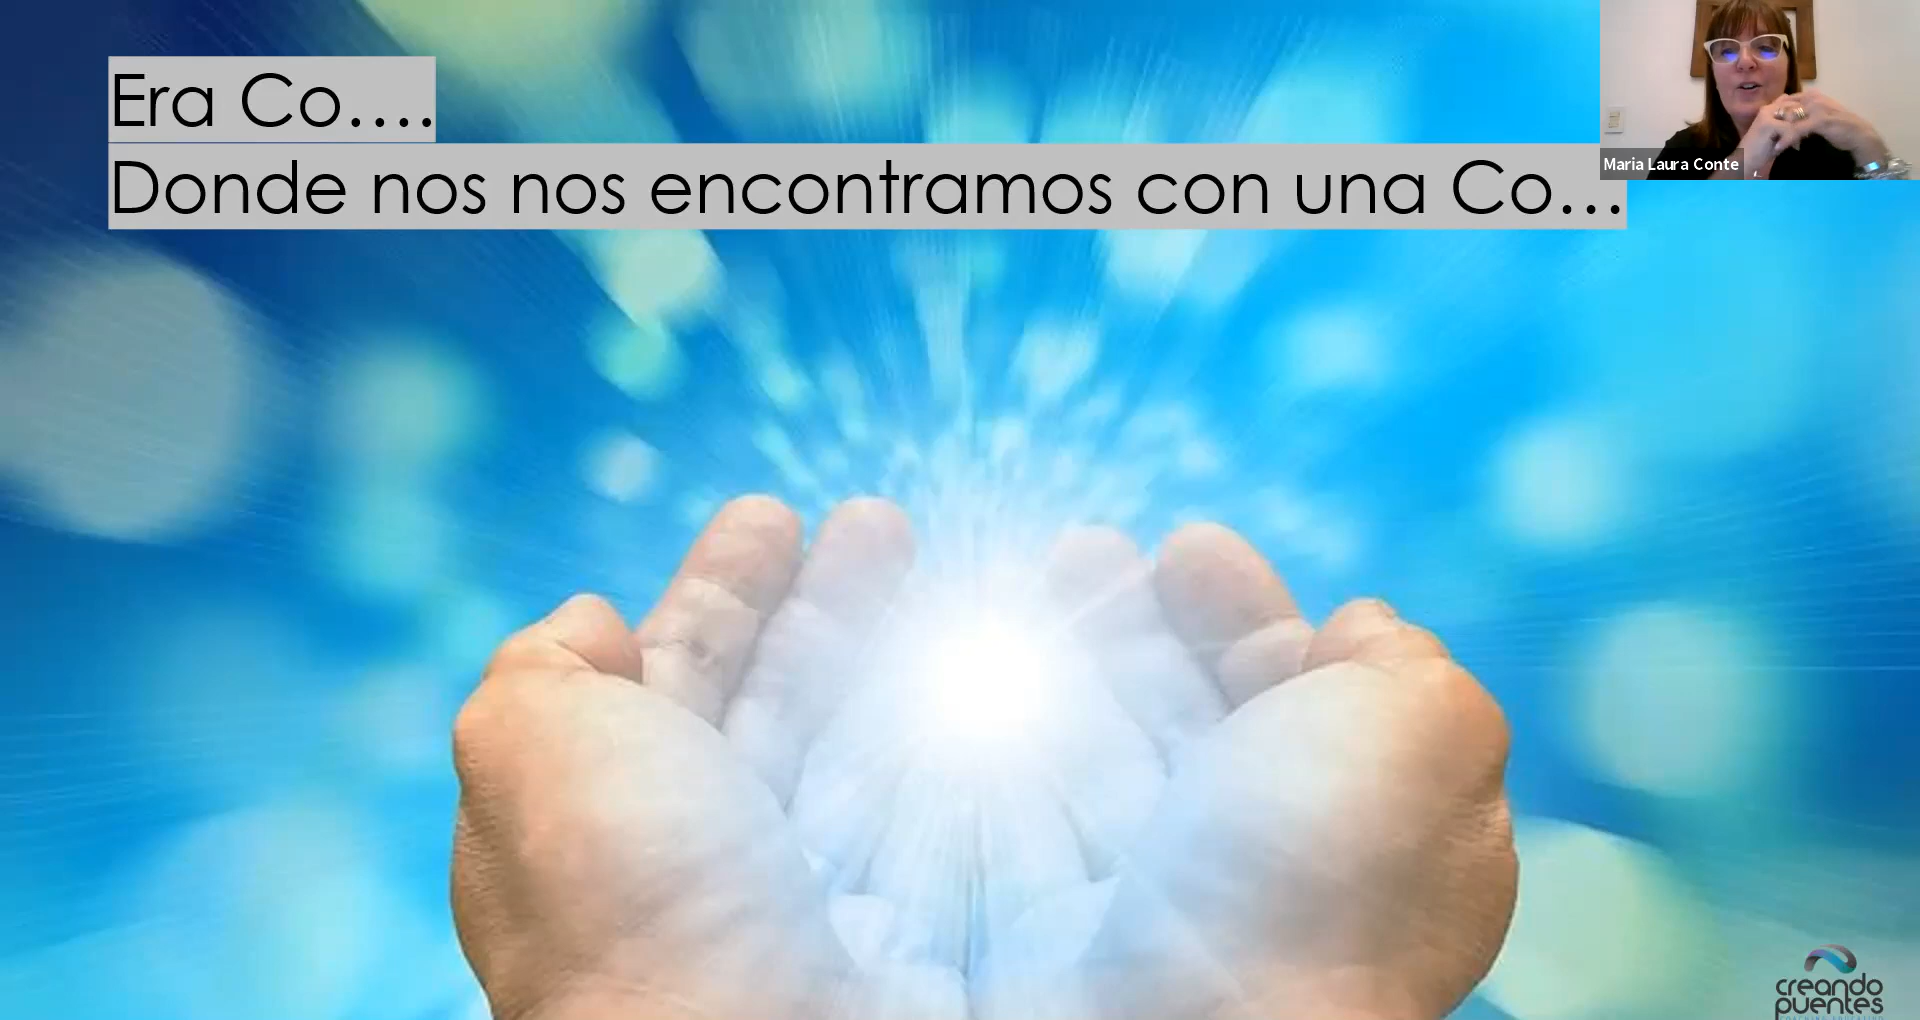 Era Co....
Donde nos nos encontramos con una Co...
Maria Laura Conte
creando
puentes